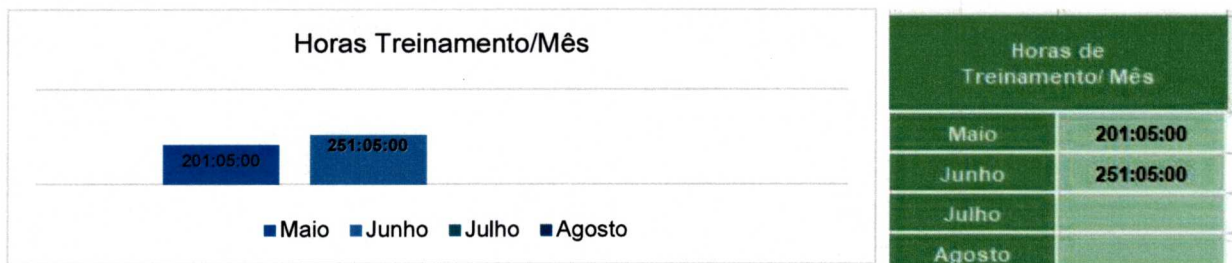 Horas Treinamento/Mês
201:05:00
251:05:00
Maio Junho Julho Agosto
Horas de
Treinamento/ Mês
Maio 201:05:00
Junho 251:05:00
Julho
Agosto